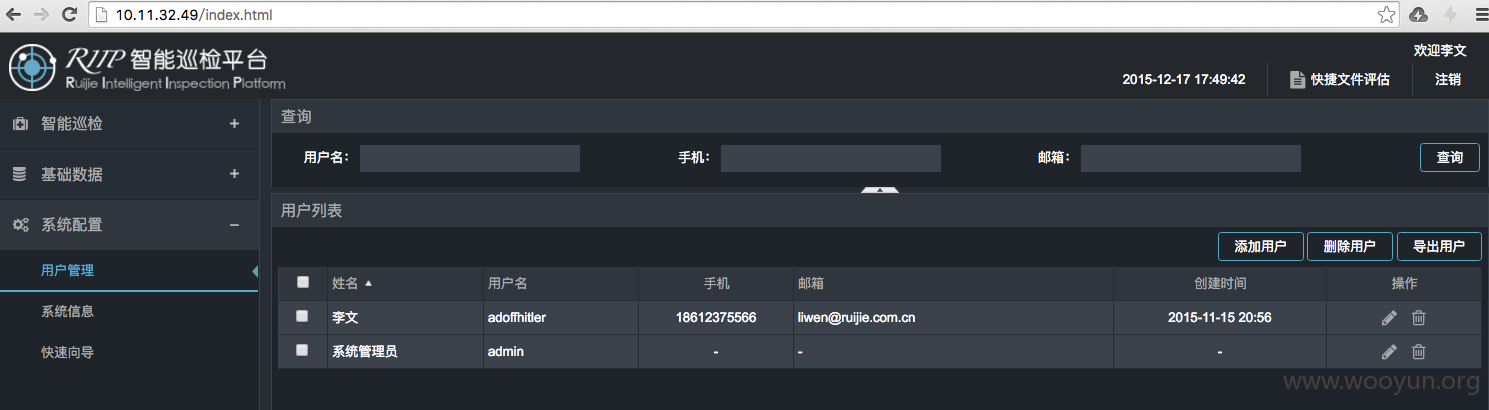 10.11.32.49/index.html
RIIP 智能巡检平台
Ruijie Intelligent Inspection Platform
欢迎李文
2015-12-17 17:49:42 快捷文件评估 注销
智能巡检 +
基础数据 +
系统配置 −
用户管理
系统信息
快速向导
查询
用户名： 手机： 邮箱： 查询
用户列表
添加用户 删除用户 导出用户
姓名 用户名 手机 邮箱 创建时间 操作
李文 adoffhitler 18612375566 liwen@ruijie.com.cn 2015-11-15 20:56
系统管理员 admin - - -
www.wooyun.org